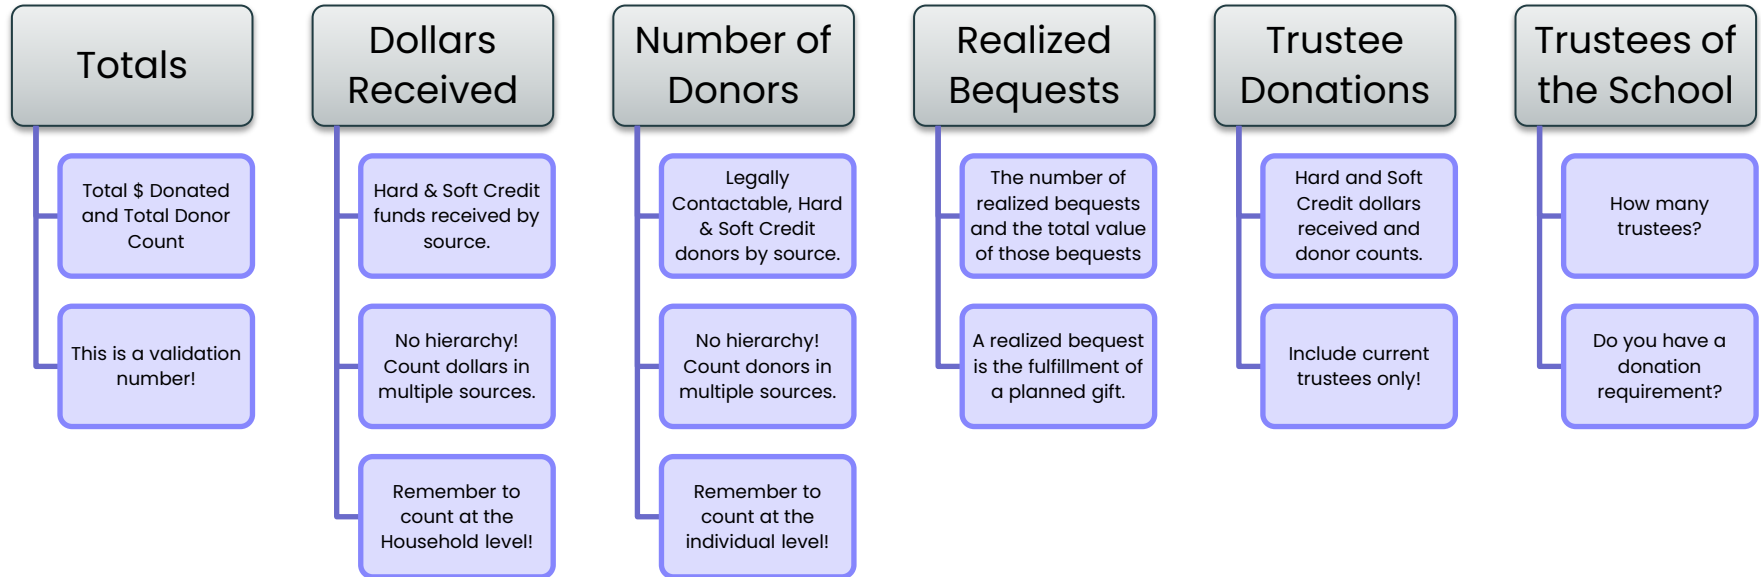 Totals
Total $ Donated
and Total Donor
Count
This is a validation
number!
Dollars
Received
Hard & Soft Credit
funds received by
source.
No hierarchy!
Count dollars in
multiple sources.
Remember to
count at the
Household level!
Number of
Donors
Legally
Contactable, Hard
& Soft Credit
donors by source.
No hierarchy!
Count donors in
multiple sources.
Remember to
count at the
individual level!
Realized
Bequests
The number of
realized bequests
and the total value
of those bequests
A realized bequest
is the fulfillment of
a planned gift.
Trustee
Donations
Hard and Soft
Credit dollars
received and
donor counts.
Include current
trustees only!
Trustees of
the School
How many
trustees?
Do you have a
donation
requirement?